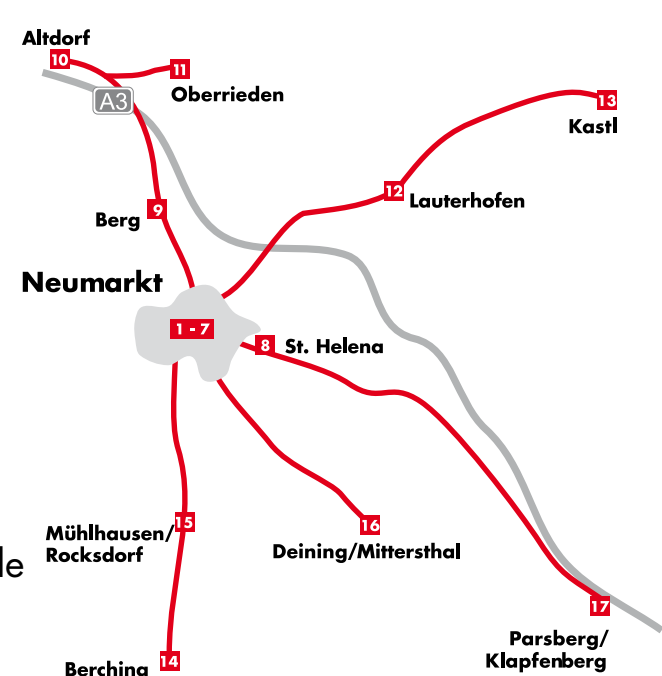 Altdorf
10
11
Oberrieden
A3
13
Kastl
12
Lauterhofen
9
Berg
Neumarkt
1 - 7
8 St. Helena
15
Mühlhausen/
Rocksdorf
16
Deining/Mittersthal
17
Parsberg/
Klapfenberg
14
Berching